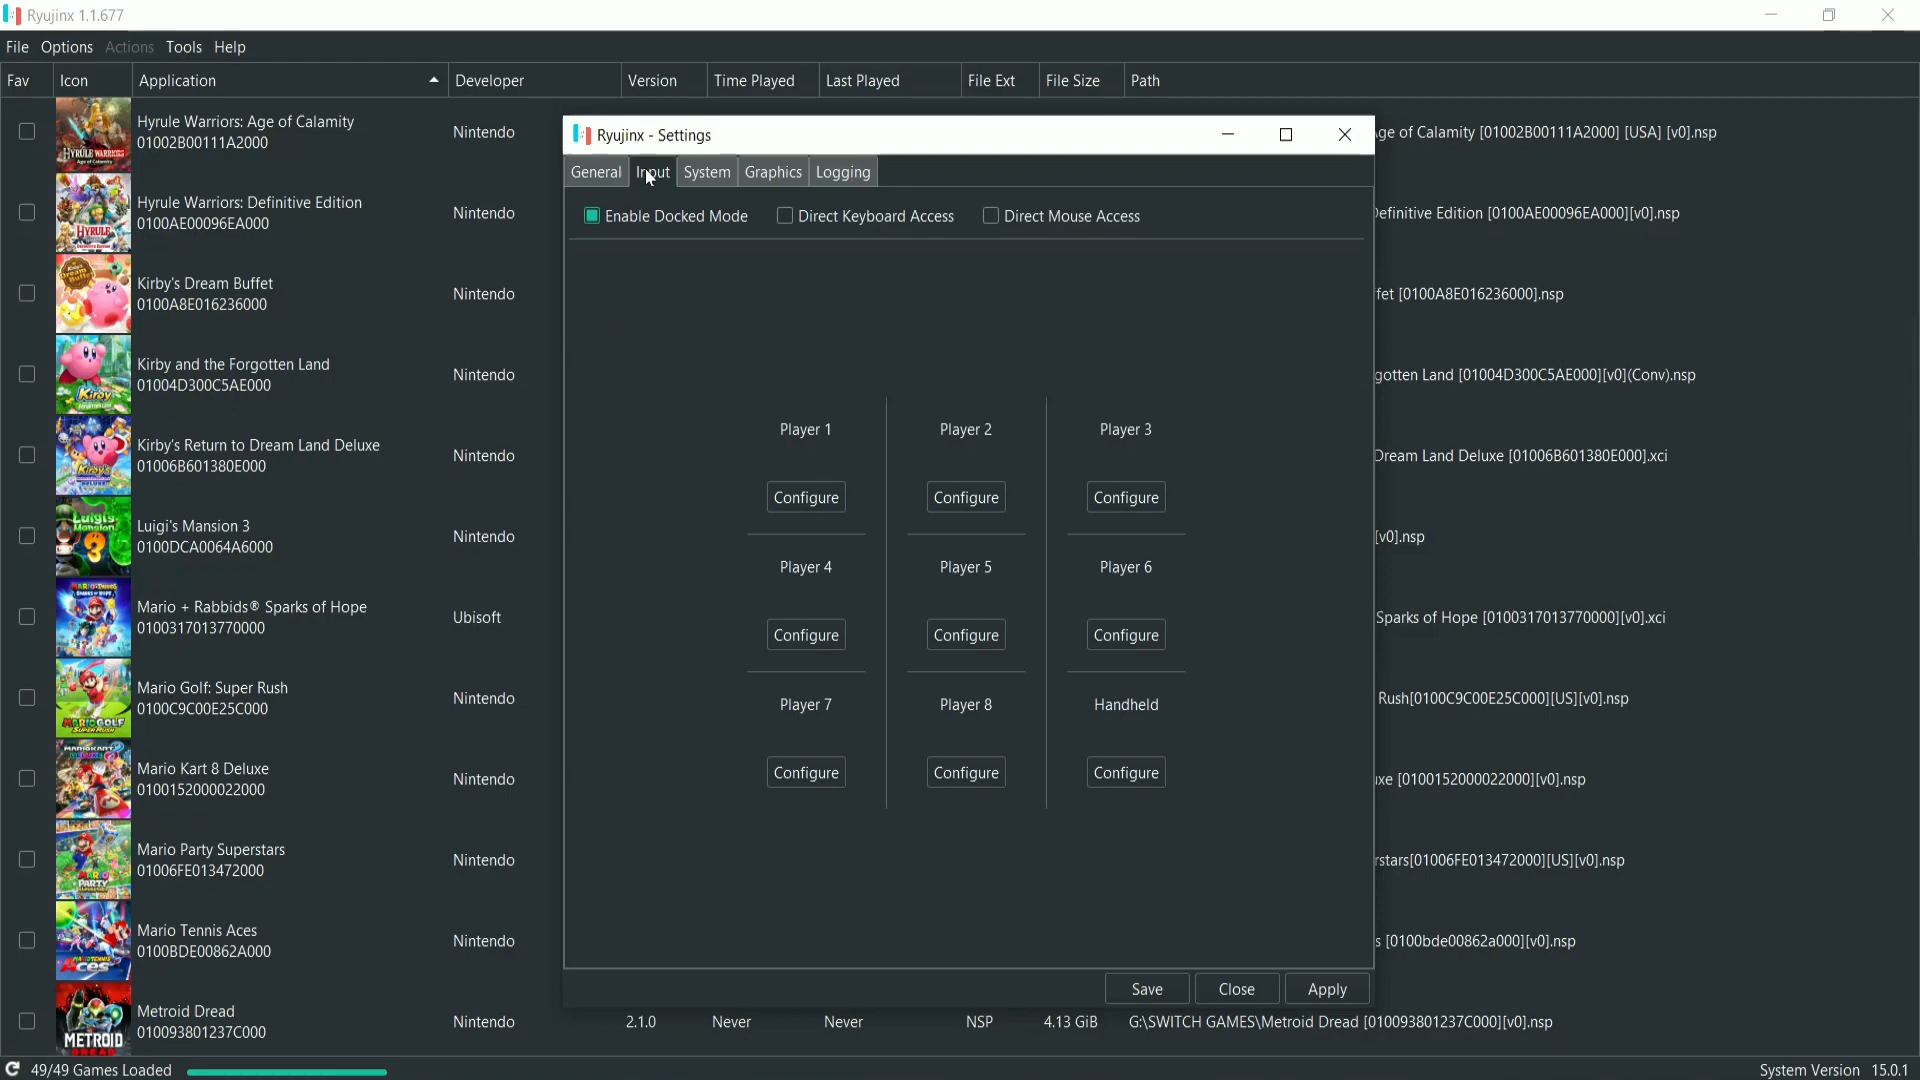 Ryujinx 1.1.677
File Options Actions Tools Help
Fav Icon Application Developer Version Time Played Last Played File Ext File Size Path
Hyrule Warriors: Age of Calamity
01002B00111A2000
Nintendo
ge of Calamity [01002B00111A2000] [USA] [v0].nsp
Hyrule Warriors: Definitive Edition
0100AE00096EA000
Nintendo
Definitive Edition [0100AE00096EA000][v0].nsp
Kirby's Dream Buffet
0100A8E016236000
Nintendo
fet [0100A8E016236000].nsp
Kirby and the Forgotten Land
01004D300C5AE000
Nintendo
gotten Land [01004D300C5AE000][v0](Conv).nsp
Kirby's Return to Dream Land Deluxe
01006B601380E000
Nintendo
Dream Land Deluxe [01006B601380E000].xci
Luigi's Mansion 3
0100DCA0064A6000
Nintendo
[v0].nsp
Mario + Rabbids® Sparks of Hope
0100317013770000
Ubisoft
Sparks of Hope [0100317013770000][v0].xci
Mario Golf: Super Rush
0100C9C00E25C000
Nintendo
Rush[0100C9C00E25C000][US][v0].nsp
Mario Kart 8 Deluxe
0100152000022000
Nintendo
xe [0100152000022000][v0].nsp
Mario Party Superstars
01006FE013472000
Nintendo
rstars[01006FE013472000][US][v0].nsp
Mario Tennis Aces
0100BDE00862A000
Nintendo
s [0100bde00862a000][v0].nsp
Metroid Dread
010093801237C000
Nintendo 2.1.0 Never Never NSP 4.13 GiB G:\SWITCH GAMES\Metroid Dread [010093801237C000][v0].nsp
Ryujinx - Settings
General Input System Graphics Logging
Enable Docked Mode Direct Keyboard Access Direct Mouse Access
Player 1 Player 2 Player 3
Configure Configure Configure
Player 4 Player 5 Player 6
Configure Configure Configure
Player 7 Player 8 Handheld
Configure Configure Configure
Save Close Apply
49/49 Games Loaded
System Version 15.0.1